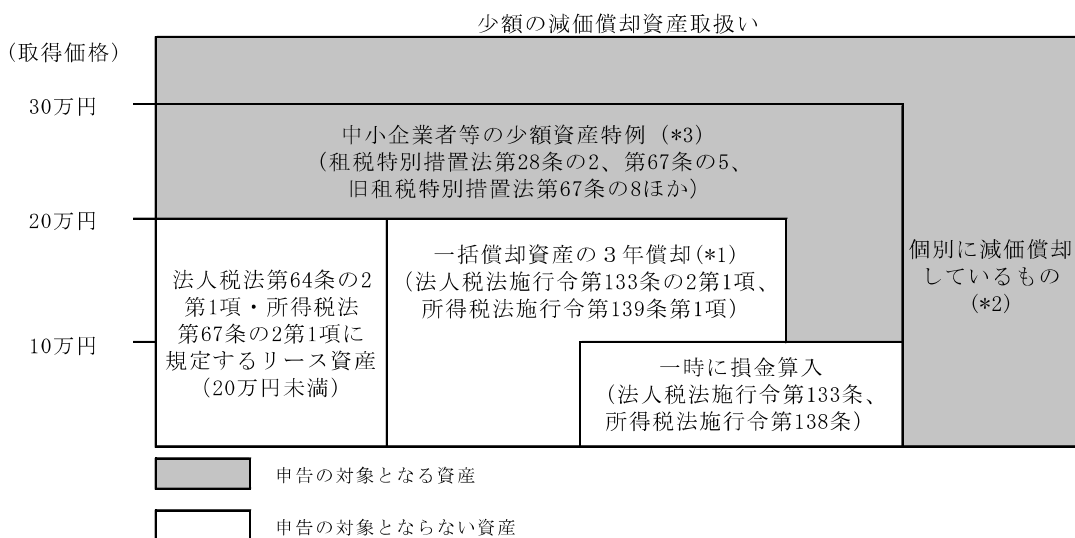 少額の減価償却資産取扱い
(取得価格)
30万円
中小企業者等の少額資産特例 (*3)
(租税特別措置法第28条の2、第67条の5、
旧租税特別措置法第67条の8ほか)
20万円
法人税法第64条の2
第1項・所得税法
第67条の2第1項に
規定するリース資産
(20万円未満)
一括償却資産の3年償却(*1)
(法人税法施行令第133条の2第1項、
所得税法施行令第139条第1項)
個別に減価償却
しているもの
(*2)
10万円
一時に損金算入
(法人税法施行令第133条、
所得税法施行令第138条)
申告の対象となる資産
申告の対象とならない資産